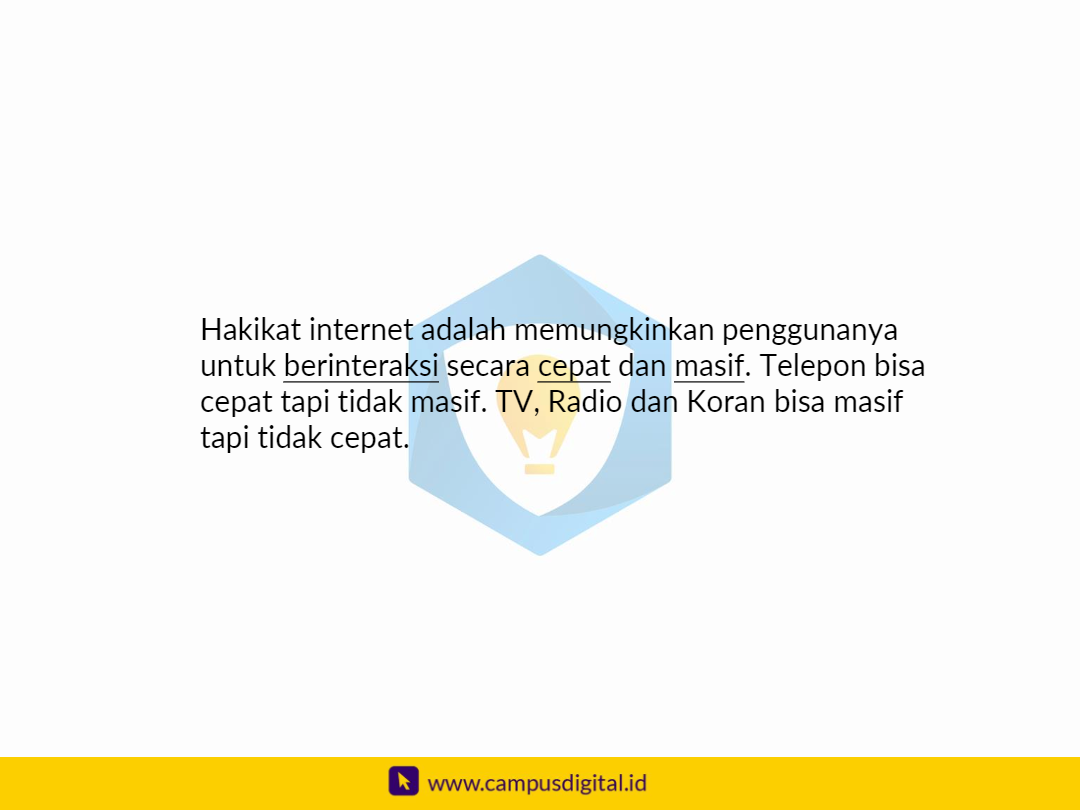 Hakikat internet adalah memungkinkan penggunanya
untuk berinteraksi secara cepat dan masif. Telepon bisa
cepat tapi tidak masif. TV, Radio dan Koran bisa masif
tapi tidak cepat.
www.campusdigital.id